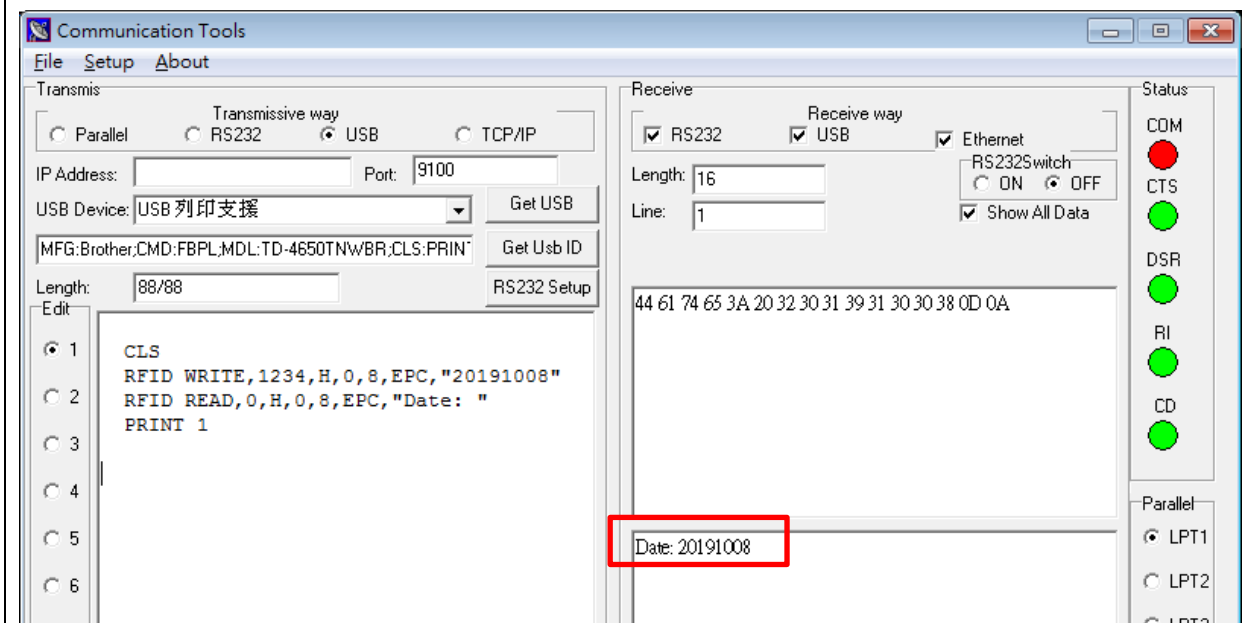 Communication Tools
File Setup About
Transmis
Transmissive way
Parallel RS232 USB TCP/IP
IP Address: Port: 9100
USB Device: USB 列印支援 Get USB
MFG:Brother;CMD:FBPL;MDL:TD-4650TNWBR;CLS:PRIN Get Usb ID
Length: 88/88 RS232 Setup
Edit
1
2
3
4
5
6
CLS
RFID WRITE,1234,H,0,8,EPC,"20191008"
RFID READ,0,H,0,8,EPC,"Date: "
PRINT 1
Receive
Receive way
RS232 USB Ethernet
Length: 16
RS232Switch
ON OFF
Line: 1
Show All Data
44 61 74 65 3A 20 32 30 31 39 31 30 30 38 0D 0A
Date: 20191008
Status
COM
CTS
DSR
RI
CD
Parallel
LPT1
LPT2